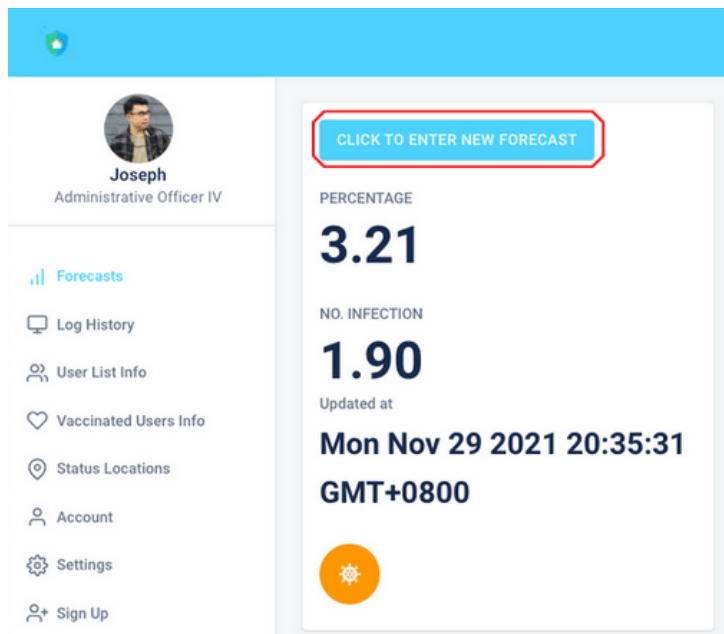 Joseph
Administrative Officer IV
Forecasts
Log History
User List Info
Vaccinated Users Info
Status Locations
Account
Settings
Sign Up
CLICK TO ENTER NEW FORECAST
PERCENTAGE
3.21
NO. INFECTION
1.90
Updated at
Mon Nov 29 2021 20:35:31
GMT+0800